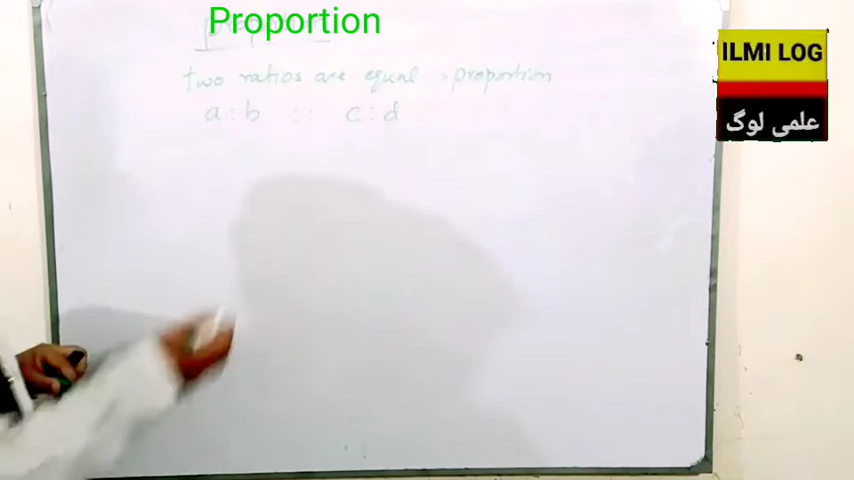 Proportion
ILMI LOG
علمی لوگ
two ratios are equal → proportion
a : b :: c : d